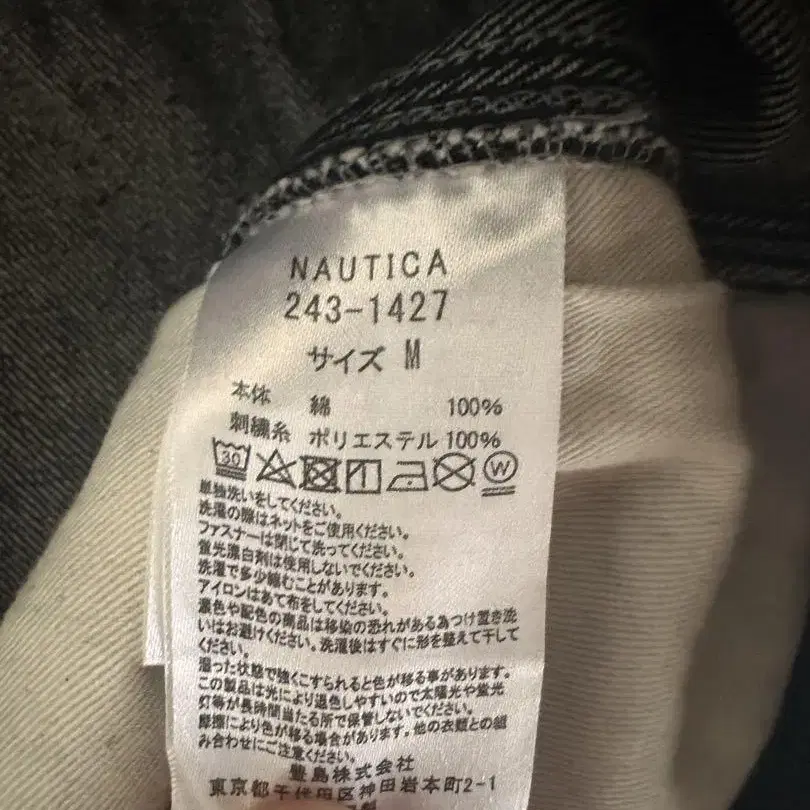 NAUTICA
243-1427
サイズ M
本体 綿 100%
刺繍糸 ポリエステル 100%
30
W
単独洗いをしてください。
洗濯の際はネットをご使用ください。
ファスナーは閉じて洗ってください。
蛍光漂白剤は使用しないでください。
洗濯で多少縮むことがあります。
アイロンはあて布をしてください。
濃色や配色の商品は移染の恐れがある為つけ置き洗
いはお避けください。洗濯後はすぐに形を整えて干して
ください。
湿った状態で強くこすられると色が移る事があります。
この製品は光により退色しやすいので太陽光や蛍光
灯等が長時間当たる所で保管しないでください。
摩擦により色が移る場合があります。他の衣類との組
み合わせにご注意ください。
豊島株式会社
東京都千代田区神田岩本町2-1